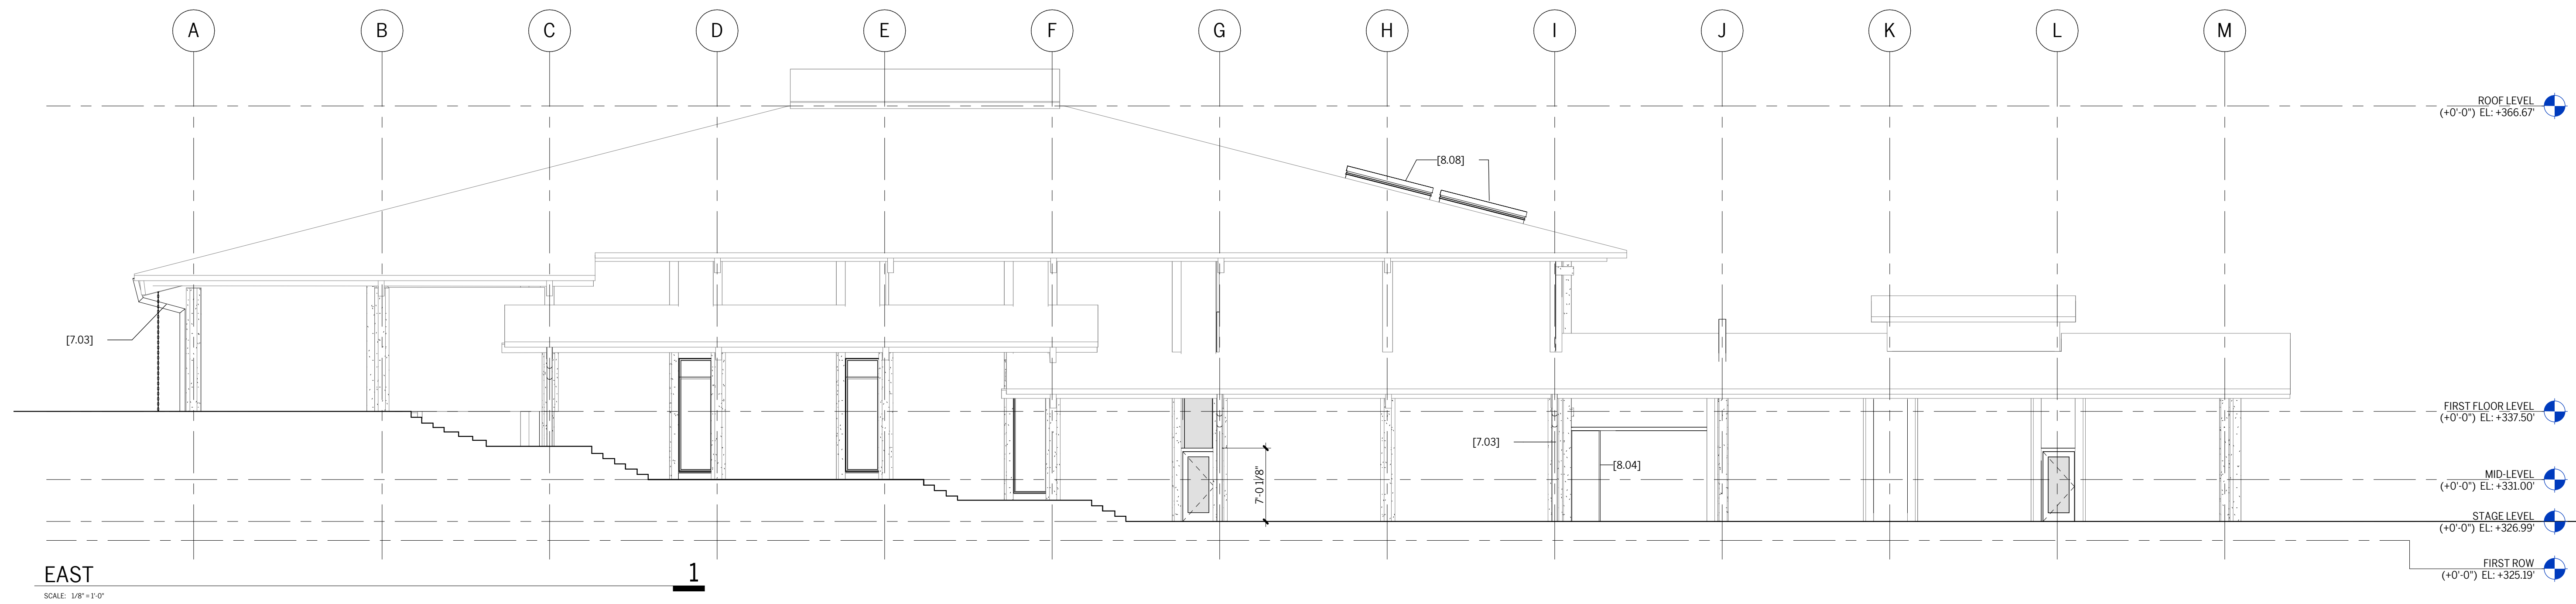 A B C D E F G H I J K L M
ROOF LEVEL
(+0'-0") EL: +366.67'
[8.08]
[7.03]
FIRST FLOOR LEVEL
(+0'-0") EL: +337.50'
[7.03]
[8.04]
7'-0 1/8"
MID-LEVEL
(+0'-0") EL: +331.00'
STAGE LEVEL
(+0'-0") EL: +326.99'
FIRST ROW
(+0'-0") EL: +325.19'
EAST 1
SCALE: 1/8" = 1'-0"